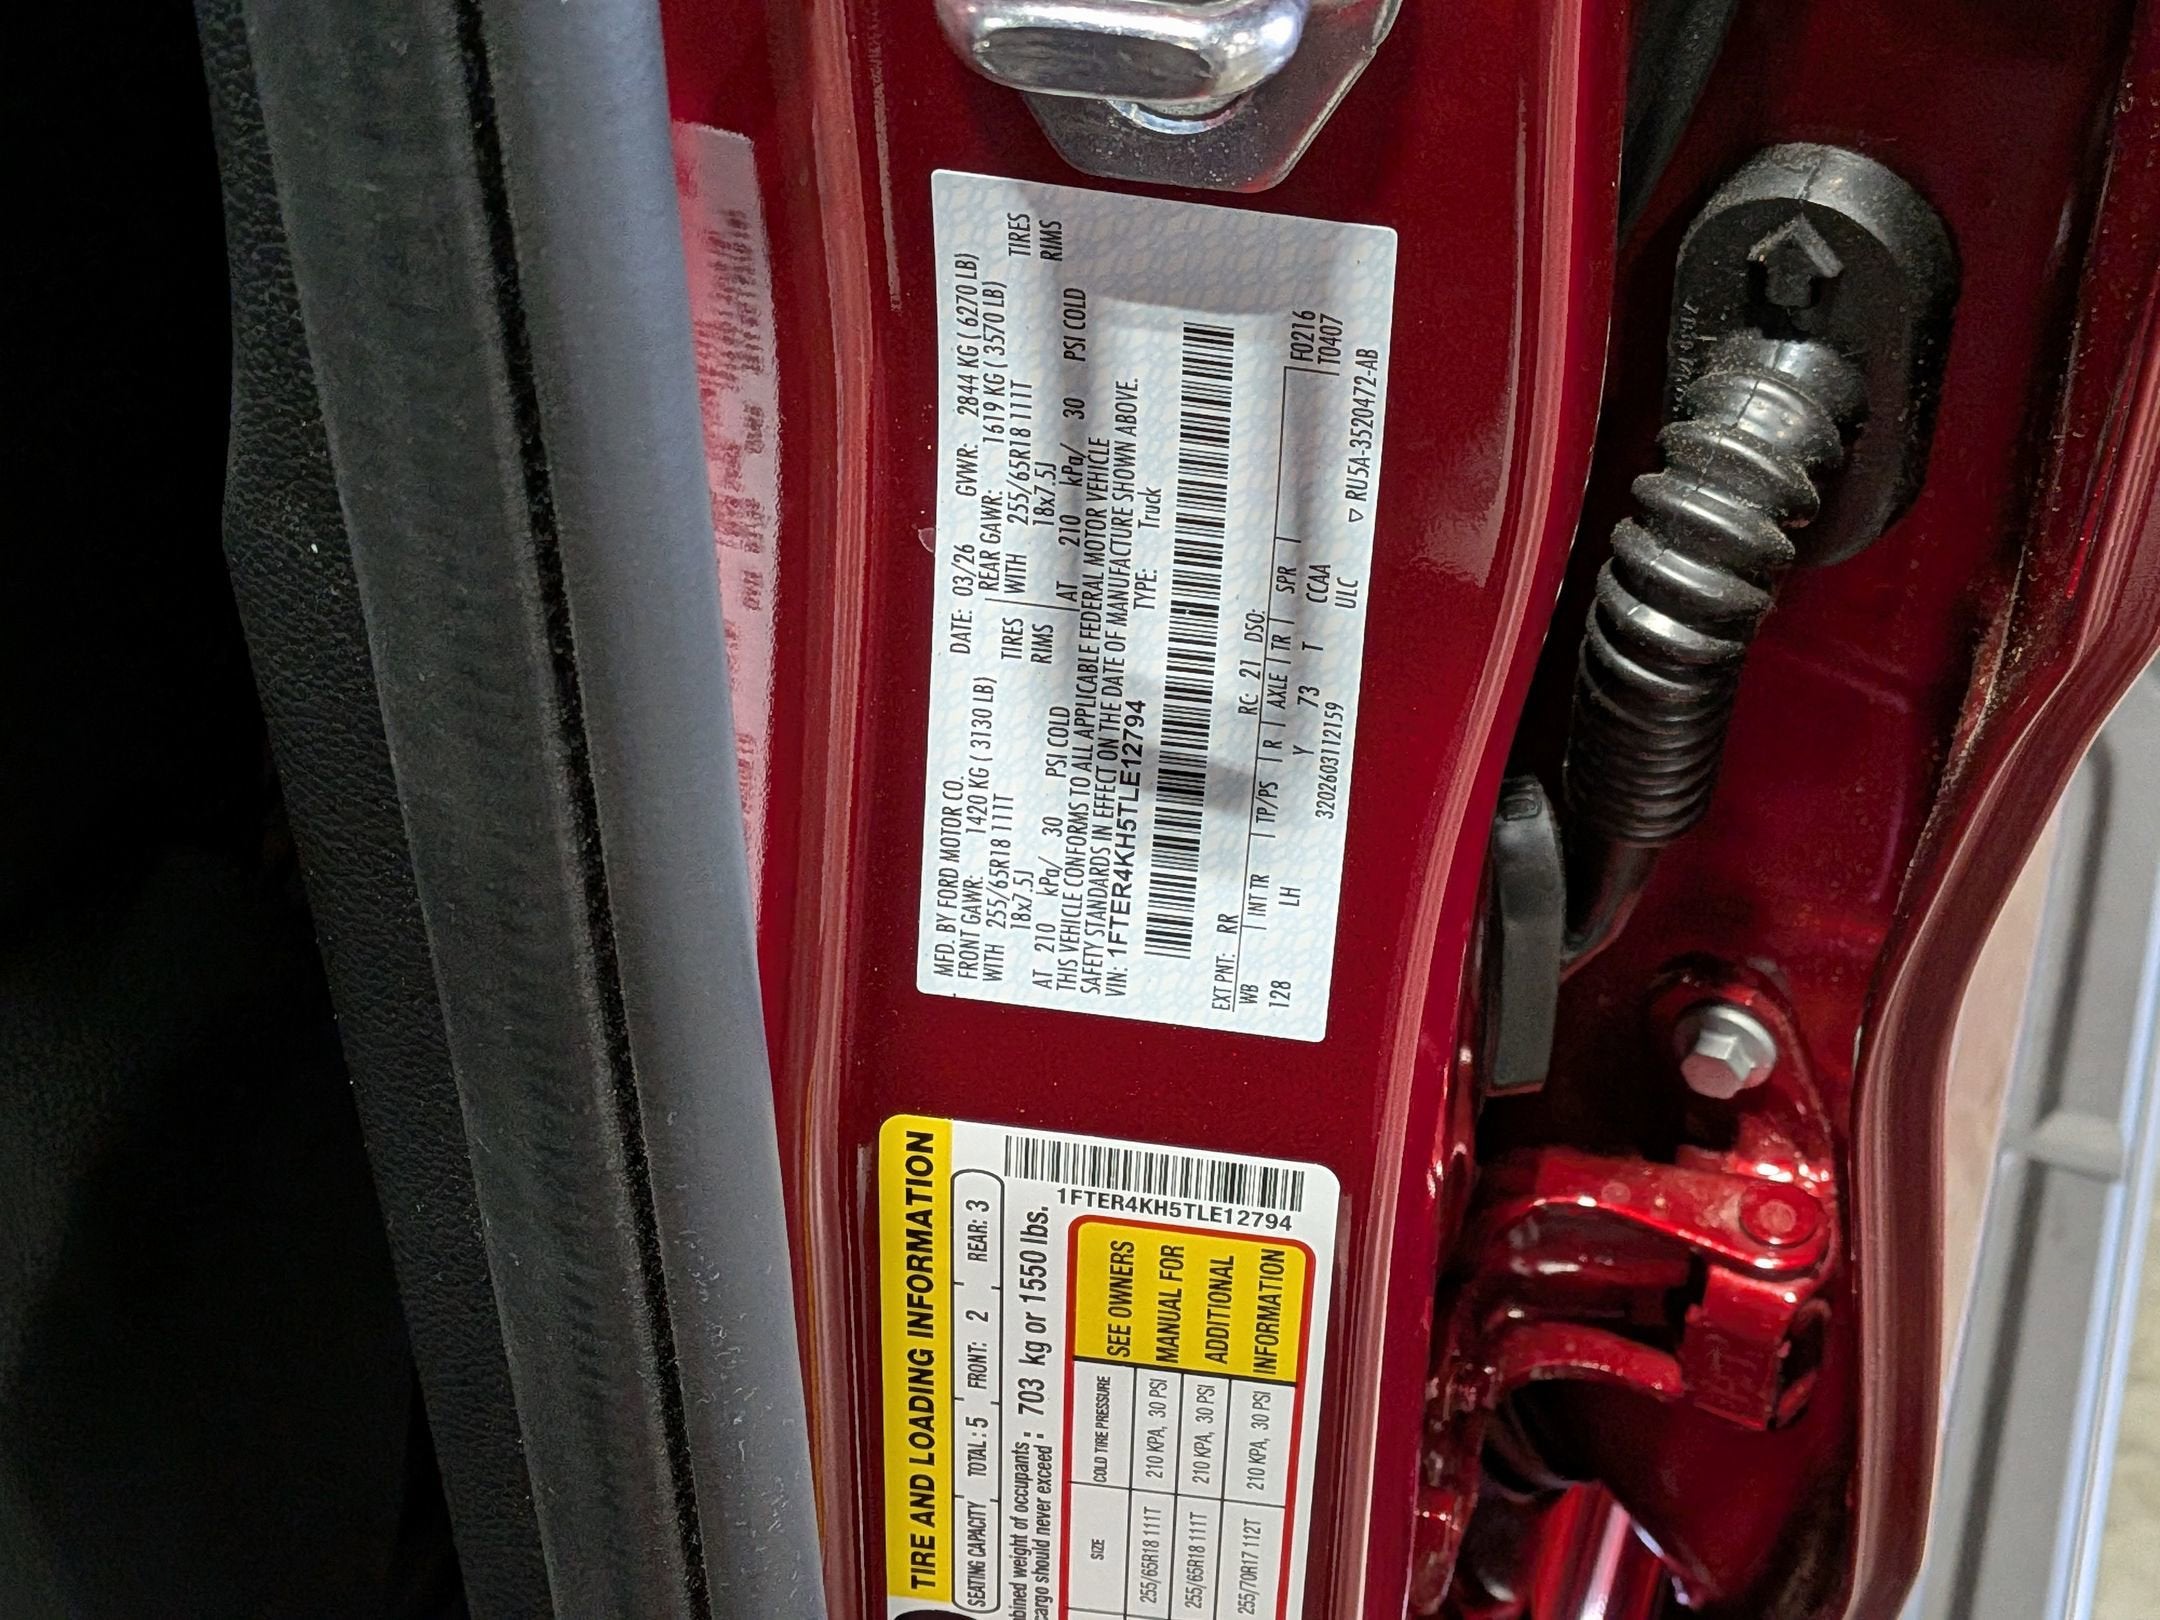 MFD. BY FORD MOTOR CO.
DATE: 03/26 GVWR: 2844 KG ( 6270 LB)
FRONT GAWR: 1420 KG ( 3130 LB) REAR GAWR: 1619 KG ( 3570 LB)
WITH 255/65R18 111T TIRES WITH 255/65R18 111T TIRES
18x7.5J RIMS 18x7.5J RIMS
AT 210 kPa/ 30 PSI COLD AT 210 kPa/ 30 PSI COLD
THIS VEHICLE CONFORMS TO ALL APPLICABLE FEDERAL MOTOR VEHICLE
SAFETY STANDARDS IN EFFECT ON THE DATE OF MANUFACTURE SHOWN ABOVE.
VIN: 1FTER4KH5TLE12794 TYPE: Truck
EXT PNT: RR RC: 21 DSO:
WB INT TR TP/PS R AXLE TR SPR F0216
128 LH Y 73 T CCAA T0407
3202603112159 ULC
▽ RU5A-3520472-AB
TIRE AND LOADING INFORMATION
SEATING CAPACITY TOTAL: 5 FRONT: 2 REAR: 3
weight of occupants
cargo should never exceed : 703 kg or 1550 lbs.
1FTER4KH5TLE12794
SIZE COLD TIRE PRESSURE
255/65R18 111T 210 KPA, 30 PSI
255/65R18 111T 210 KPA, 30 PSI
255/70R17 112T 210 KPA, 30 PSI
SEE OWNERS
MANUAL FOR
ADDITIONAL
INFORMATION